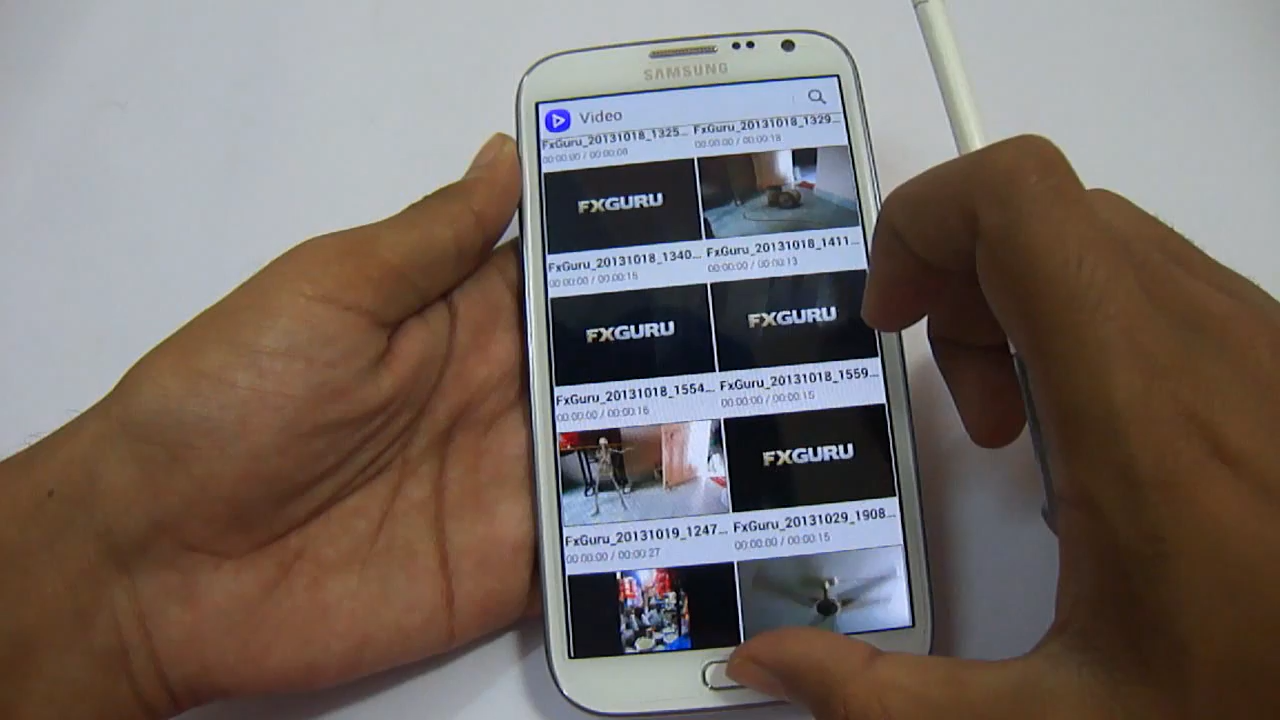 SAMSUNG
Video
FxGuru_20131018_1325... FxGuru_20131018_1329...
00:00:00 / 00:00:08 00:00:00 / 00:00:18
FXGURU
FxGuru_20131018_1340... FxGuru_20131018_1411...
00:00:00 / 00:00:15 00:00:00 / 00:00:13
FXGURU FXGURU
FxGuru_20131018_1554... FxGuru_20131018_1559...
00:00:00 / 00:00:16 00:00:00 / 00:00:15
FXGURU
FxGuru_20131019_1247... FxGuru_20131029_1908...
00:00:00 / 00:00:27 00:00:00 / 00:00:15